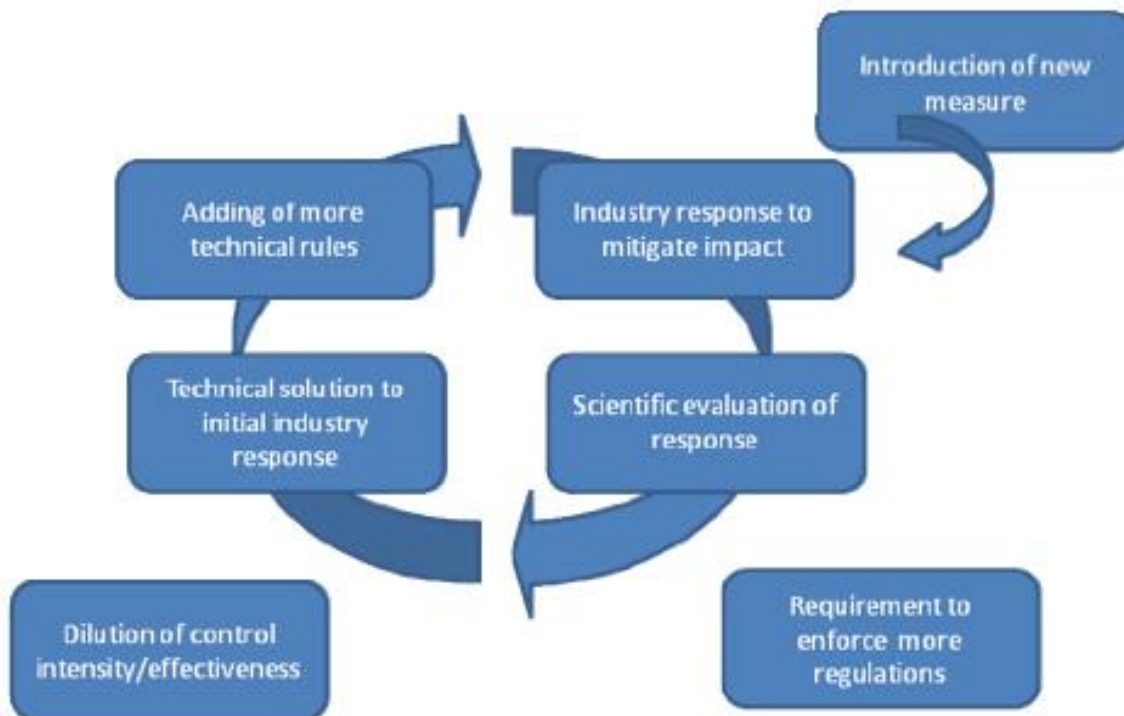 Introduction of new
measure
Adding of more
technical rules
Industry response to
mitigate impact
Technical solution to
initial industry
response
Scientific evaluation of
response
Dilution of control
intensity/effectiveness
Requirement to
enforce more
regulations